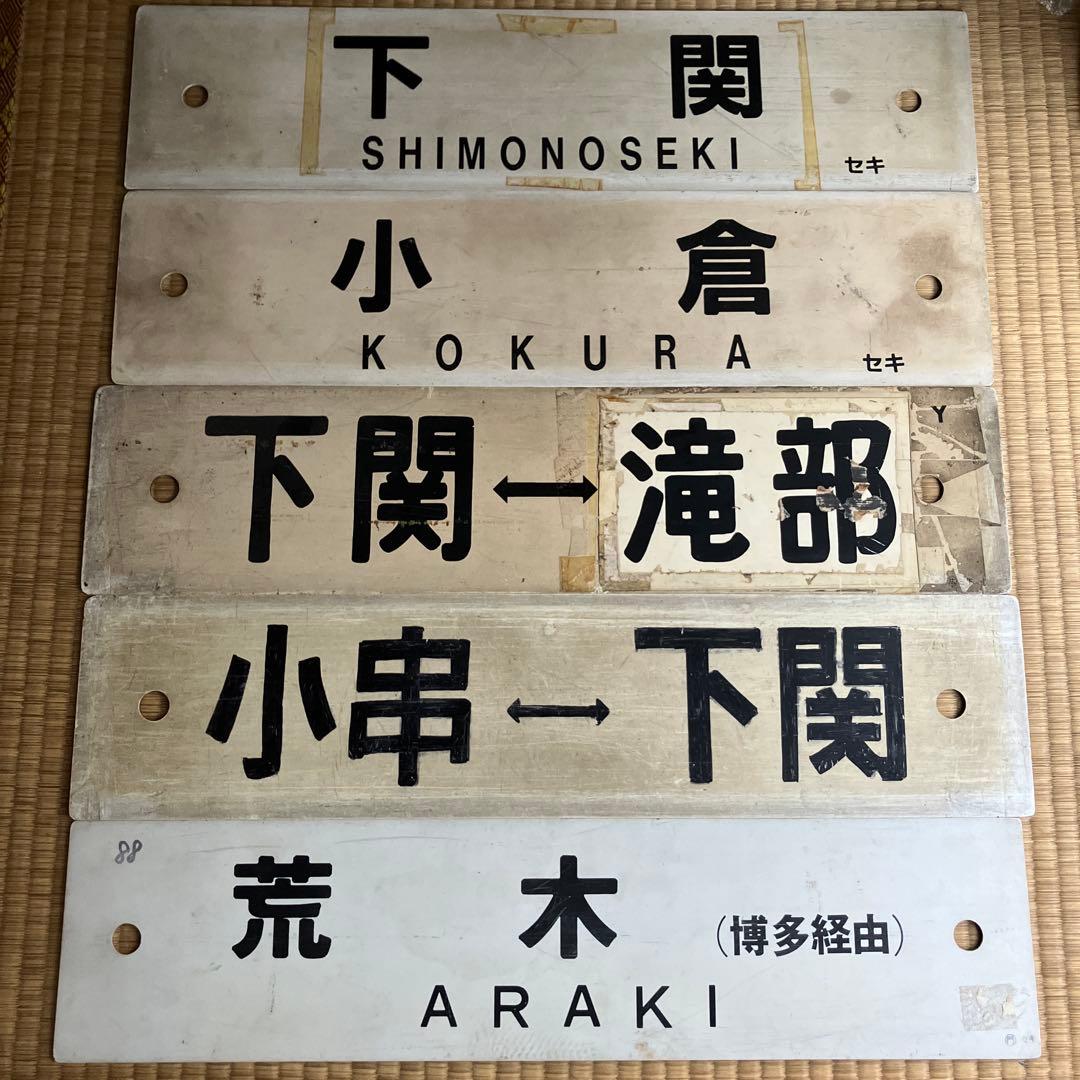 下関
SHIMONOSEKI
セキ
小倉
KOKURA
セキ
下関↔滝部
Y
小串↔下関
88
荒木(博多経由)
ARAKI